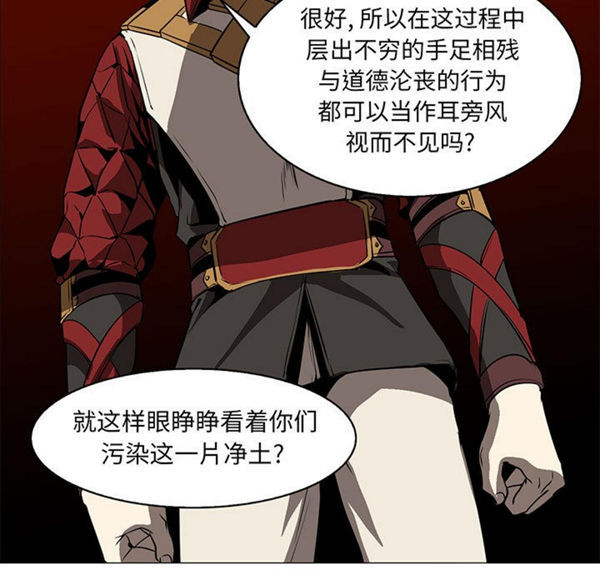 很好, 所以在这过程中
层出不穷的手足相残
与道德沦丧的行为
都可以当作耳旁风
视而不见吗?
就这样眼睁睁看着你们
污染这一片净土?